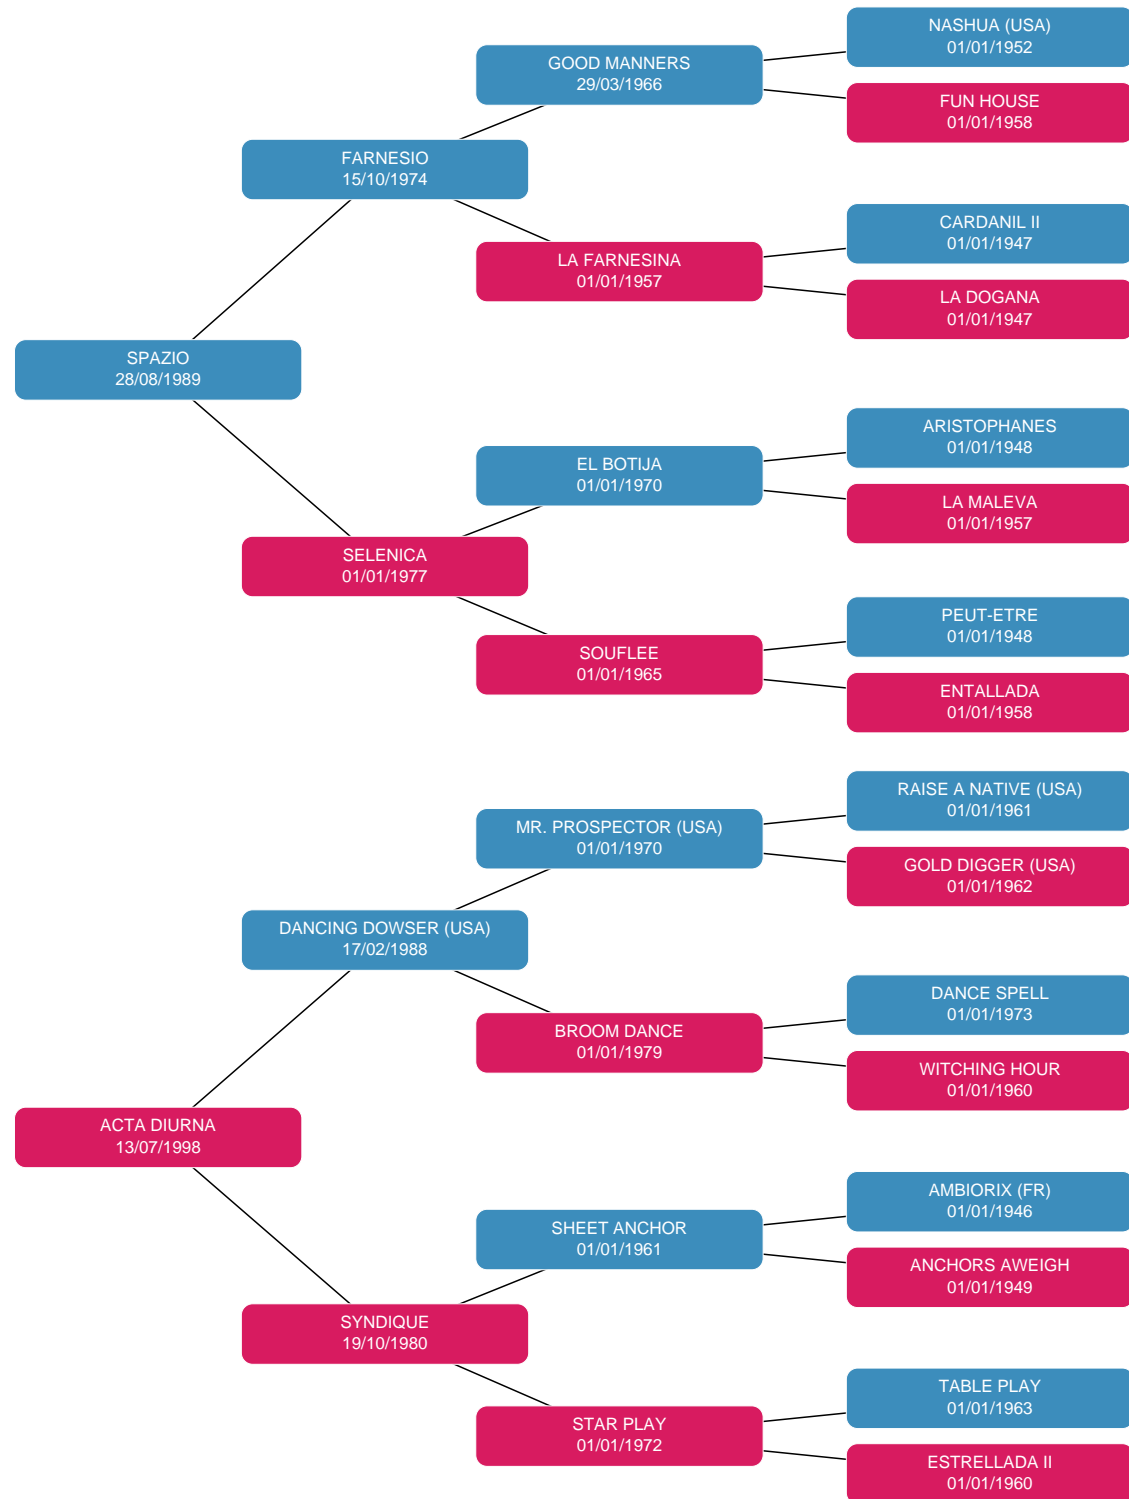 NASHUA (USA)
01/01/1952
GOOD MANNERS
29/03/1966
FUN HOUSE
01/01/1958
FARNESIO
15/10/1974
CARDANIL II
01/01/1947
LA FARNESINA
01/01/1957
LA DOGANA
01/01/1947
SPAZIO
28/08/1989
ARISTOPHANES
01/01/1948
EL BOTIJA
01/01/1970
LA MALEVA
01/01/1957
SELENICA
01/01/1977
PEUT-ETRE
01/01/1948
SOUFLEE
01/01/1965
ENTALLADA
01/01/1958
RAISE A NATIVE (USA)
01/01/1961
MR. PROSPECTOR (USA)
01/01/1970
GOLD DIGGER (USA)
01/01/1962
DANCING DOWSER (USA)
17/02/1988
DANCE SPELL
01/01/1973
BROOM DANCE
01/01/1979
WITCHING HOUR
01/01/1960
ACTA DIURNA
13/07/1998
AMBIORIX (FR)
01/01/1946
SHEET ANCHOR
01/01/1961
ANCHORS AWEIGH
01/01/1949
SYNDIQUE
19/10/1980
TABLE PLAY
01/01/1963
STAR PLAY
01/01/1972
ESTRELLADA II
01/01/1960